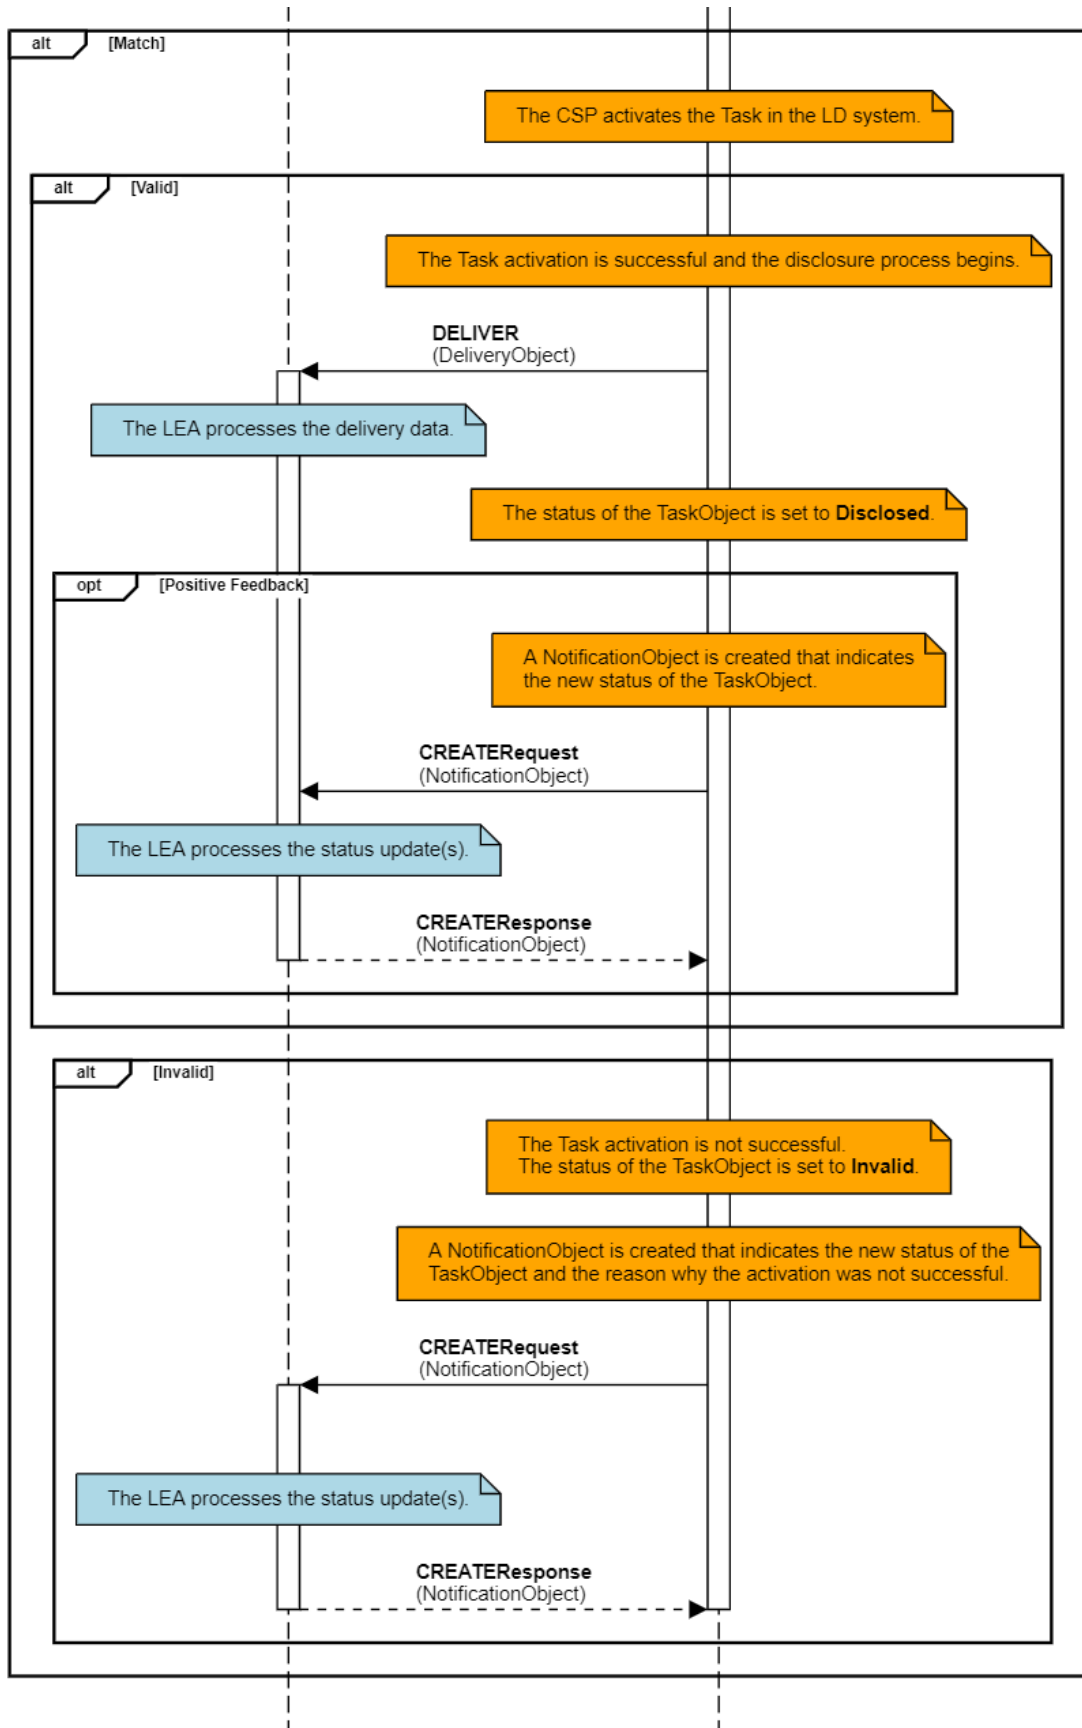 alt
[Match]
The CSP activates the Task in the LD system.
alt
[Valid]
The Task activation is successful and the disclosure process begins.
DELIVER
(DeliveryObject)
The LEA processes the delivery data.
The status of the TaskObject is set to Disclosed.
opt
[Positive Feedback]
A NotificationObject is created that indicates
the new status of the TaskObject.
CREATERequest
(NotificationObject)
The LEA processes the status update(s).
CREATEResponse
(NotificationObject)
alt
[Invalid]
The Task activation is not successful.
The status of the TaskObject is set to Invalid.
A NotificationObject is created that indicates the new status of the
TaskObject and the reason why the activation was not successful.
CREATERequest
(NotificationObject)
The LEA processes the status update(s).
CREATEResponse
(NotificationObject)